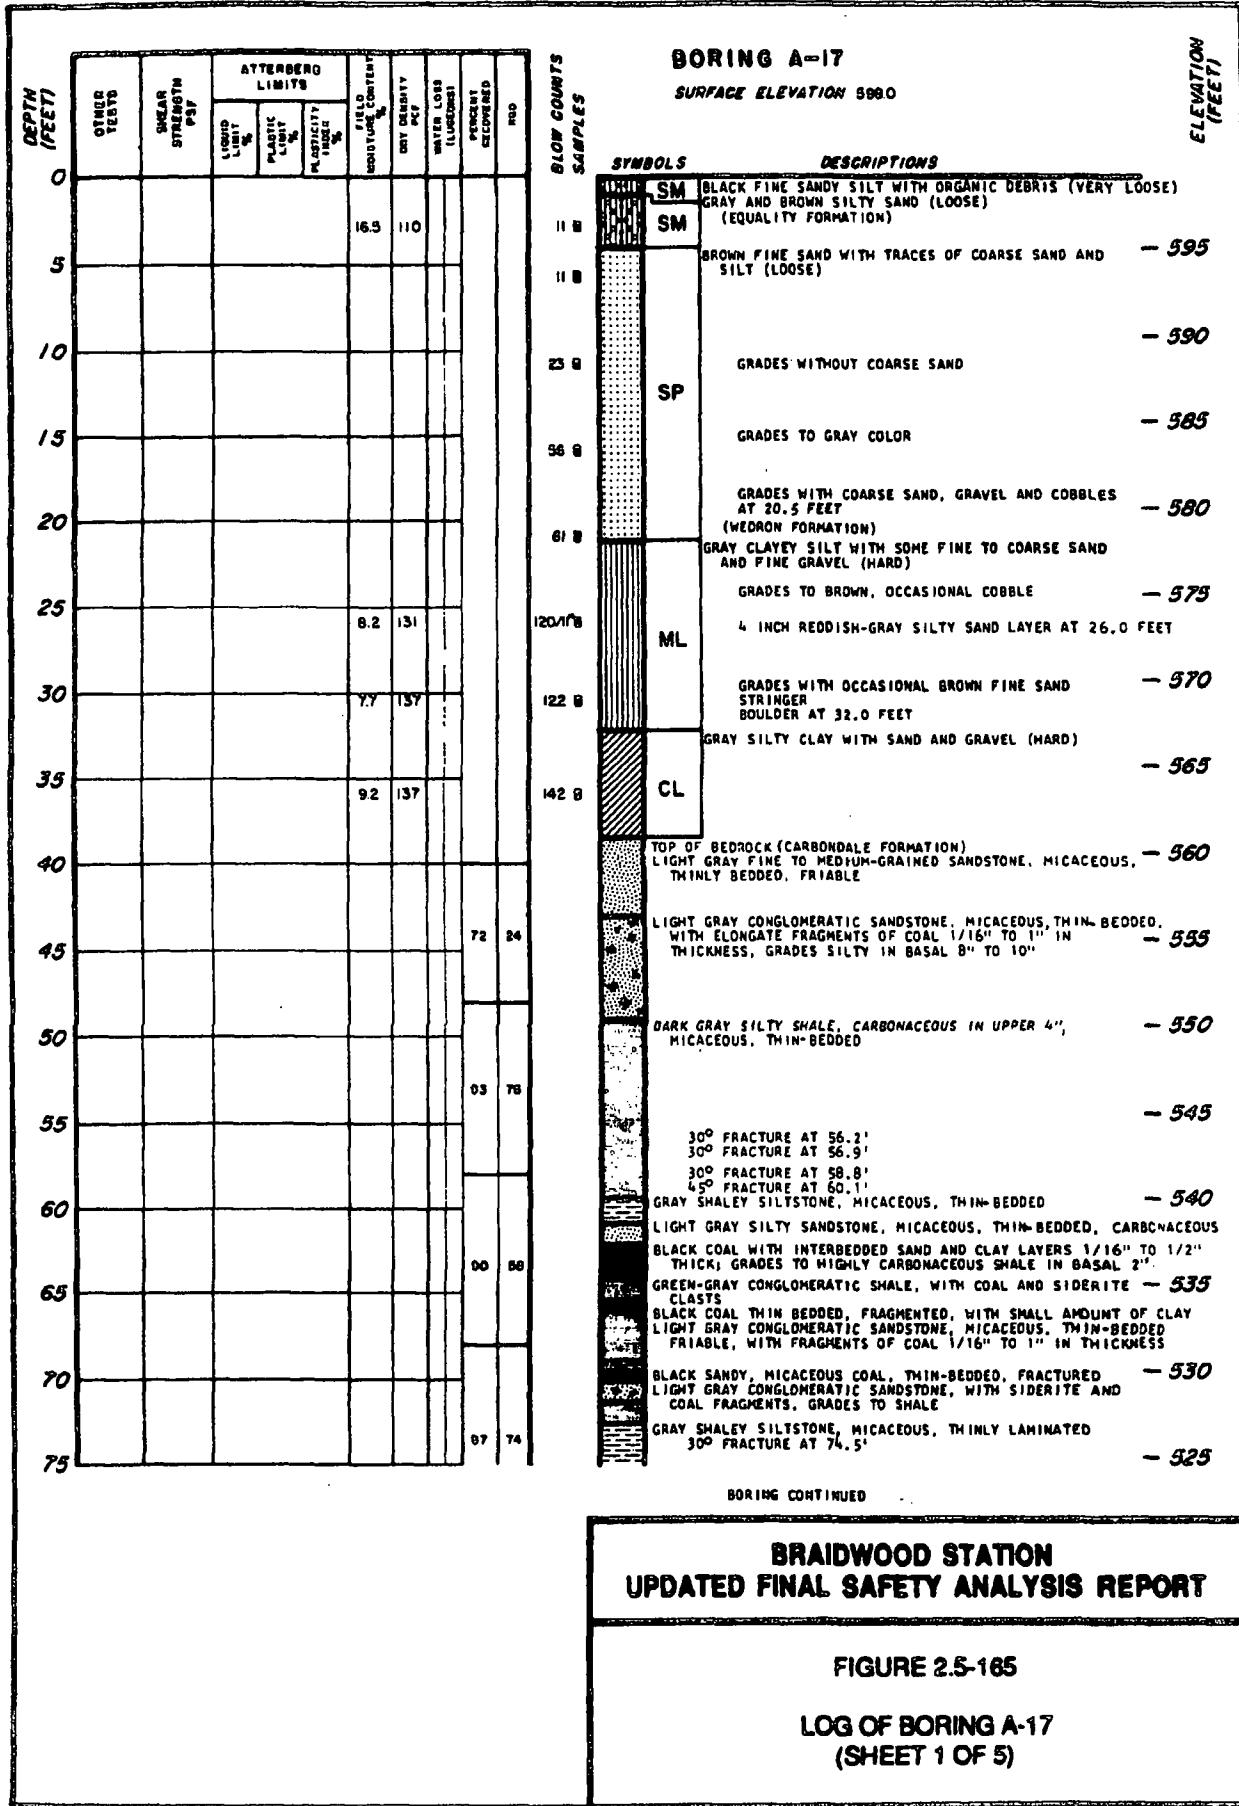 BORING A-17
SURFACE ELEVATION
DEPTH (FEET)
OTHER TESTS
SHEAR STRENGTH PSF
ATTERBERG LIMITS
LIQUID LIMIT %
PLASTIC LIMIT %
PLASTICITY INDEX %
FIELD MOISTURE CONTENT %
DRY DENSITY PCF
WATER LOSS (LUGEONS)
PERCENT RECOVERED
RQD
BLOW COUNTS
SAMPLES
SYMBOLS
DESCRIPTIONS
ELEVATION (FEET)
0
SM BLACK FINE SANDY SILT WITH ORGANIC DEBRIS (VERY LOOSE)
GRAY AND BROWN SILTY SAND (LOOSE)
16.5 110 11 SM (EQUALITY FORMATION)
BROWN FINE SAND WITH TRACES OF COARSE SAND AND — 595
5 11 SILT (LOOSE)
— 590
10 23 GRADES WITHOUT COARSE SAND
SP
— 585
15 GRADES TO GRAY COLOR
GRADES WITH COARSE SAND, GRAVEL AND COBBLES
AT 20.5 FEET — 580
20 61 (WEDRON FORMATION)
GRAY CLAYEY SILT WITH SOME FINE TO COARSE SAND
AND FINE GRAVEL (HARD)
25 GRADES TO BROWN, OCCASIONAL COBBLE — 575
8.2 131 4 INCH REDDISH-GRAY SILTY SAND LAYER AT 26.0 FEET
ML
30 7.7 137 122 GRADES WITH OCCASIONAL BROWN FINE SAND — 570
STRINGER
BOULDER AT 32.0 FEET
GRAY SILTY CLAY WITH SAND AND GRAVEL (HARD)
35 — 565
9.2 137 142 CL
TOP OF BEDROCK (CARBONDALE FORMATION)
40 LIGHT GRAY FINE TO MEDIUM-GRAINED SANDSTONE, MICACEOUS, — 560
THINLY BEDDED, FRIABLE
LIGHT GRAY CONGLOMERATIC SANDSTONE, MICACEOUS, THIN-BEDDED,
72 24 WITH ELONGATE FRAGMENTS OF COAL 1/16" TO 1" IN — 555
45 THICKNESS, GRADES SILTY IN BASAL 8" TO 10"
50 DARK GRAY SILTY SHALE, CARBONACEOUS IN UPPER 4", — 550
MICACEOUS, THIN-BEDDED
55 — 545
30° FRACTURE AT 56.2'
30° FRACTURE AT 56.9'
30° FRACTURE AT 58.8'
45° FRACTURE AT 60.1'
60 GRAY SHALEY SILTSTONE, MICACEOUS, THIN-BEDDED — 540
LIGHT GRAY SILTY SANDSTONE, MICACEOUS, THIN-BEDDED, CARBONACEOUS
BLACK COAL WITH INTERBEDDED SAND AND CLAY LAYERS 1/16" TO 1/2"
THICK; GRADES TO HIGHLY CARBONACEOUS SHALE IN BASAL 2"
65 GREEN-GRAY CONGLOMERATIC SHALE, WITH COAL AND SIDERITE — 535
CLASTS
BLACK COAL THIN BEDDED, FRAGMENTED, WITH SMALL AMOUNT OF CLAY
LIGHT GRAY CONGLOMERATIC SANDSTONE, MICACEOUS, THIN-BEDDED
FRIABLE, WITH FRAGMENTS OF COAL 1/16" TO 1" IN THICKNESS
70 BLACK SANDY, MICACEOUS COAL, THIN-BEDDED, FRACTURED — 530
LIGHT GRAY CONGLOMERATIC SANDSTONE, WITH SIDERITE AND
COAL FRAGMENTS, GRADES TO SHALE
GRAY SHALEY SILTSTONE, MICACEOUS, THINLY LAMINATED
74 30° FRACTURE AT 74.5'
75 — 525
BORING CONTINUED
BRAIDWOOD STATION
UPDATED FINAL SAFETY ANALYSIS REPORT
FIGURE 2.5-165
LOG OF BORING A-17
(SHEET 1 OF 5)